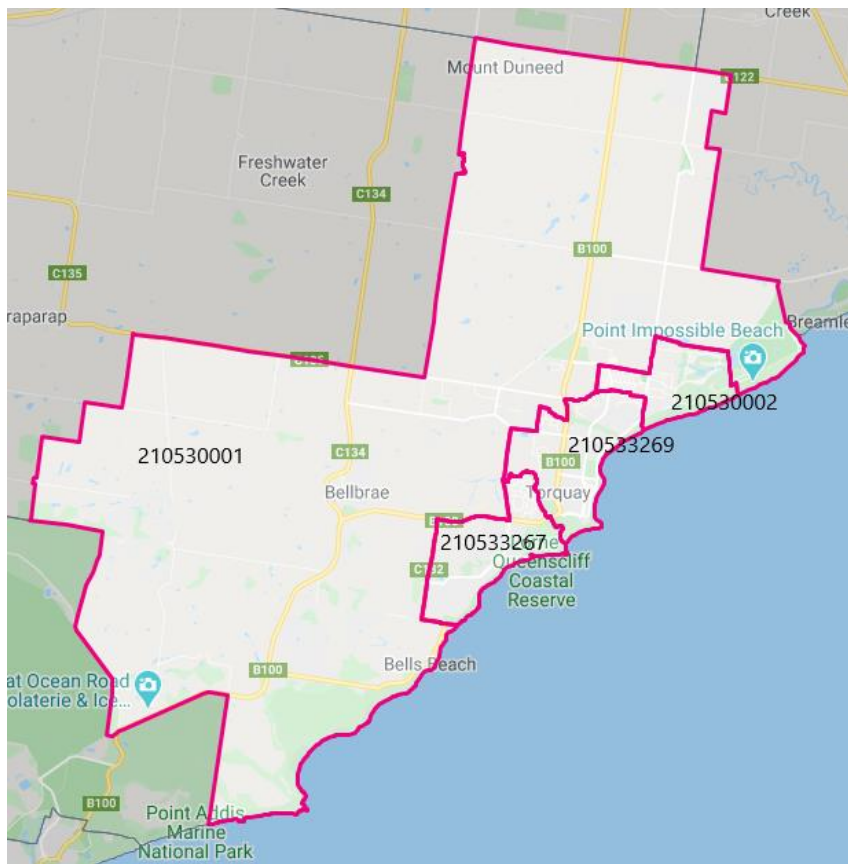 Creek
Mount Duneed
C122
Freshwater
Creek
C134
B100
C135
raparap
Point Impossible Beach
Breamle
210530002
210533269
210530001
C134
B100
Bellbrae
Torquay
210533267
Queenscliff
Coastal
Reserve
C132
Bells Beach
at Ocean Road
olaterie & Ice...
B100
B100
Point Addis
Marine
National Park